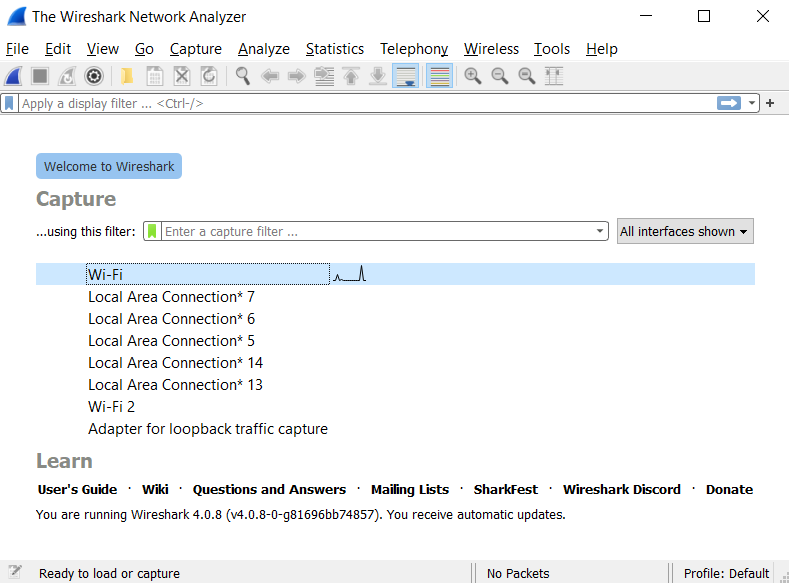 The Wireshark Network Analyzer
File Edit View Go Capture Analyze Statistics Telephony Wireless Tools Help
Apply a display filter ... <Ctrl-/>
Welcome to Wireshark
Capture
...using this filter: Enter a capture filter ... All interfaces shown
Wi-Fi
Local Area Connection* 7
Local Area Connection* 6
Local Area Connection* 5
Local Area Connection* 14
Local Area Connection* 13
Wi-Fi 2
Adapter for loopback traffic capture
Learn
User's Guide · Wiki · Questions and Answers · Mailing Lists · SharkFest · Wireshark Discord · Donate
You are running Wireshark 4.0.8 (v4.0.8-0-g81696bb74857). You receive automatic updates.
Ready to load or capture No Packets Profile: Default